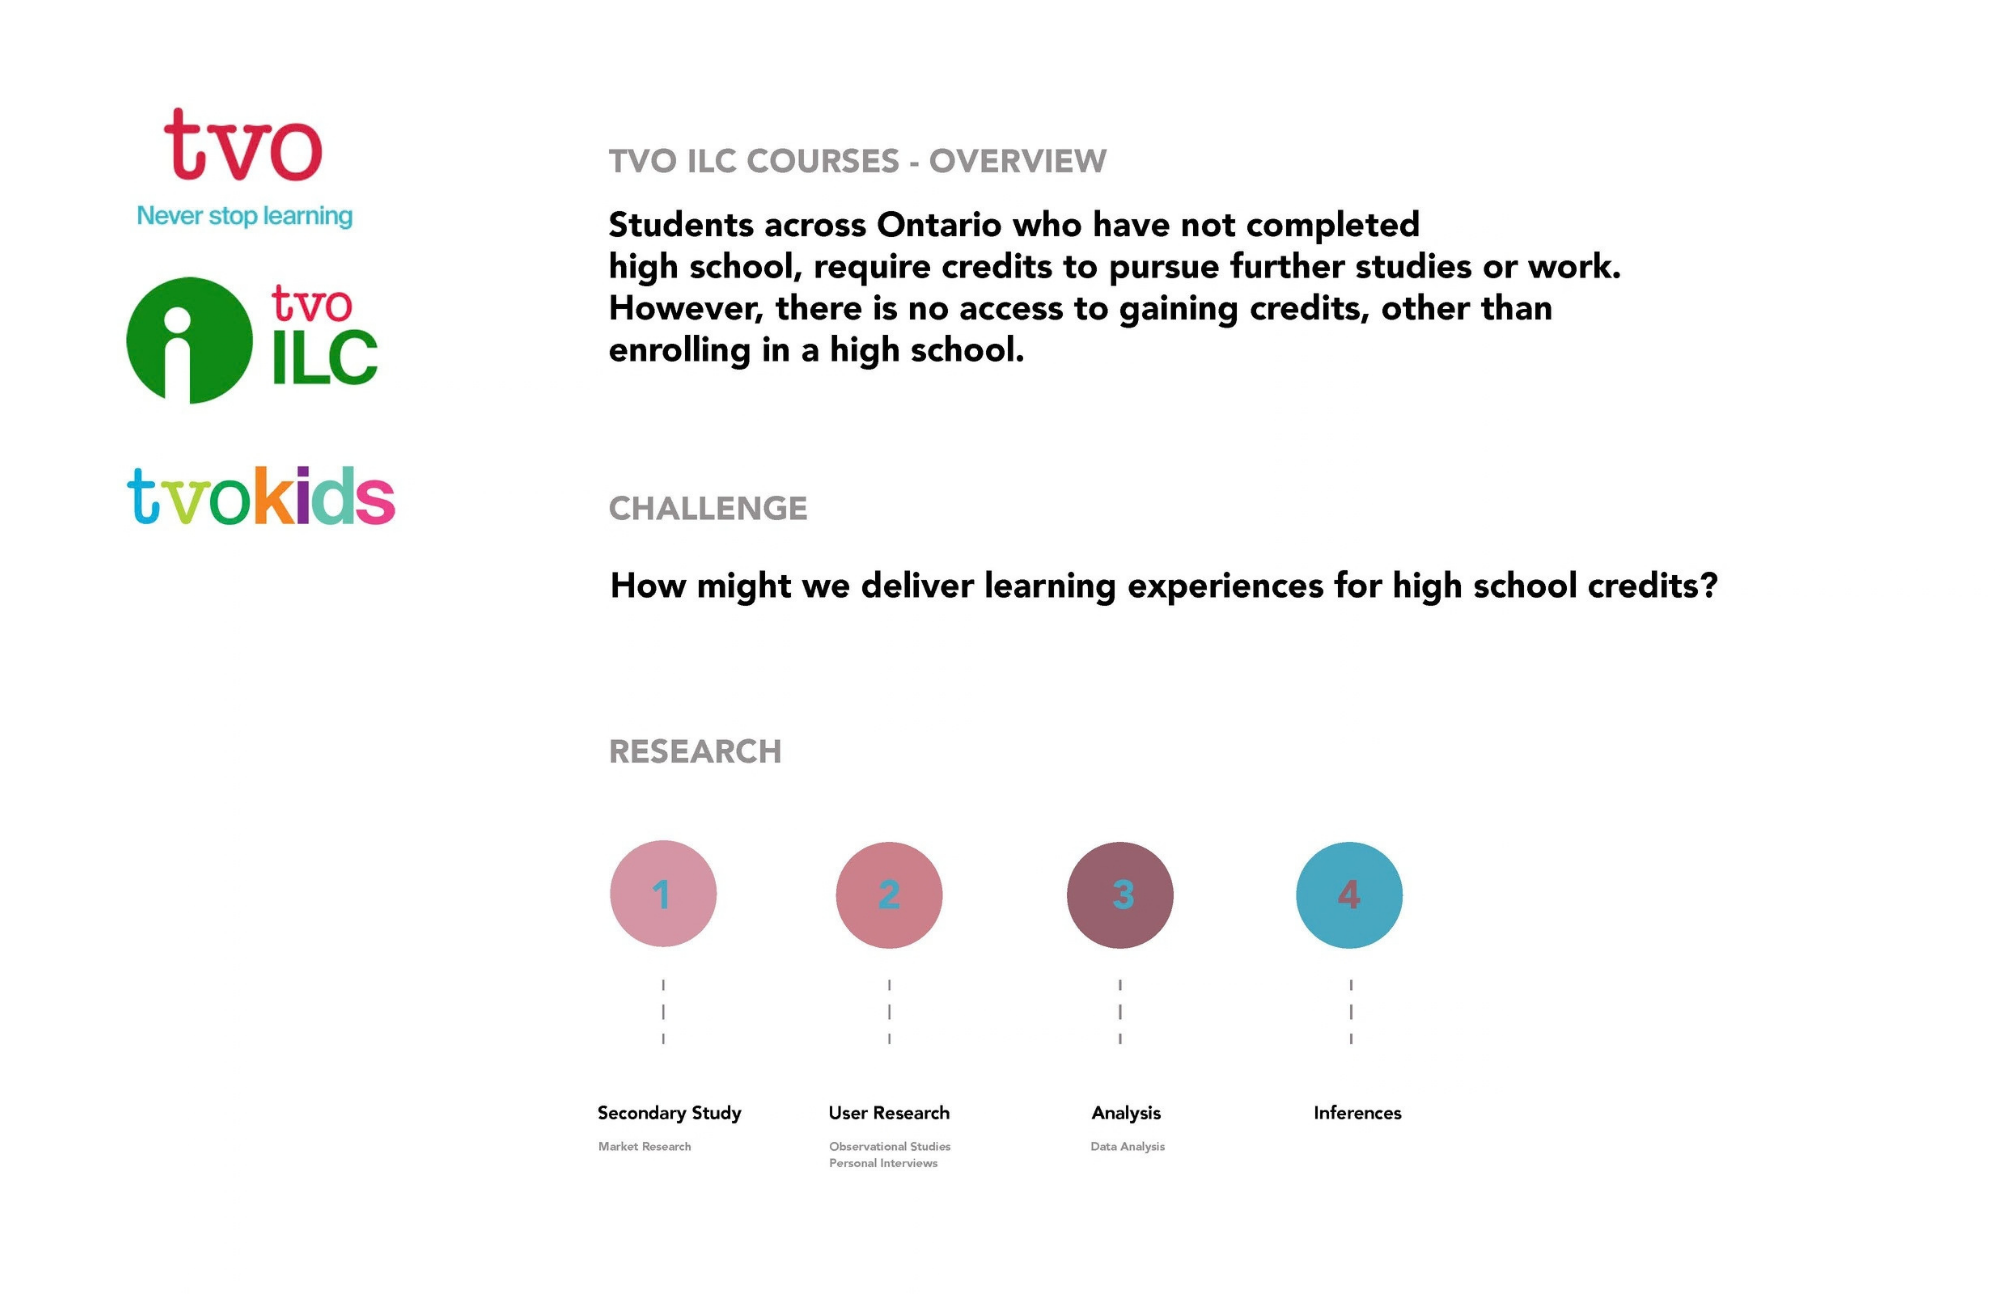 tvo
Never stop learning
i
tvo
ILC
tvokids
TVO ILC COURSES - OVERVIEW
Students across Ontario who have not completed
high school, require credits to pursue further studies or work.
However, there is no access to gaining credits, other than
enrolling in a high school.
CHALLENGE
How might we deliver learning experiences for high school credits?
RESEARCH
1 2 3 4
Secondary Study User Research Analysis Inferences
Market Research Observational Studies Data Analysis
Personal Interviews